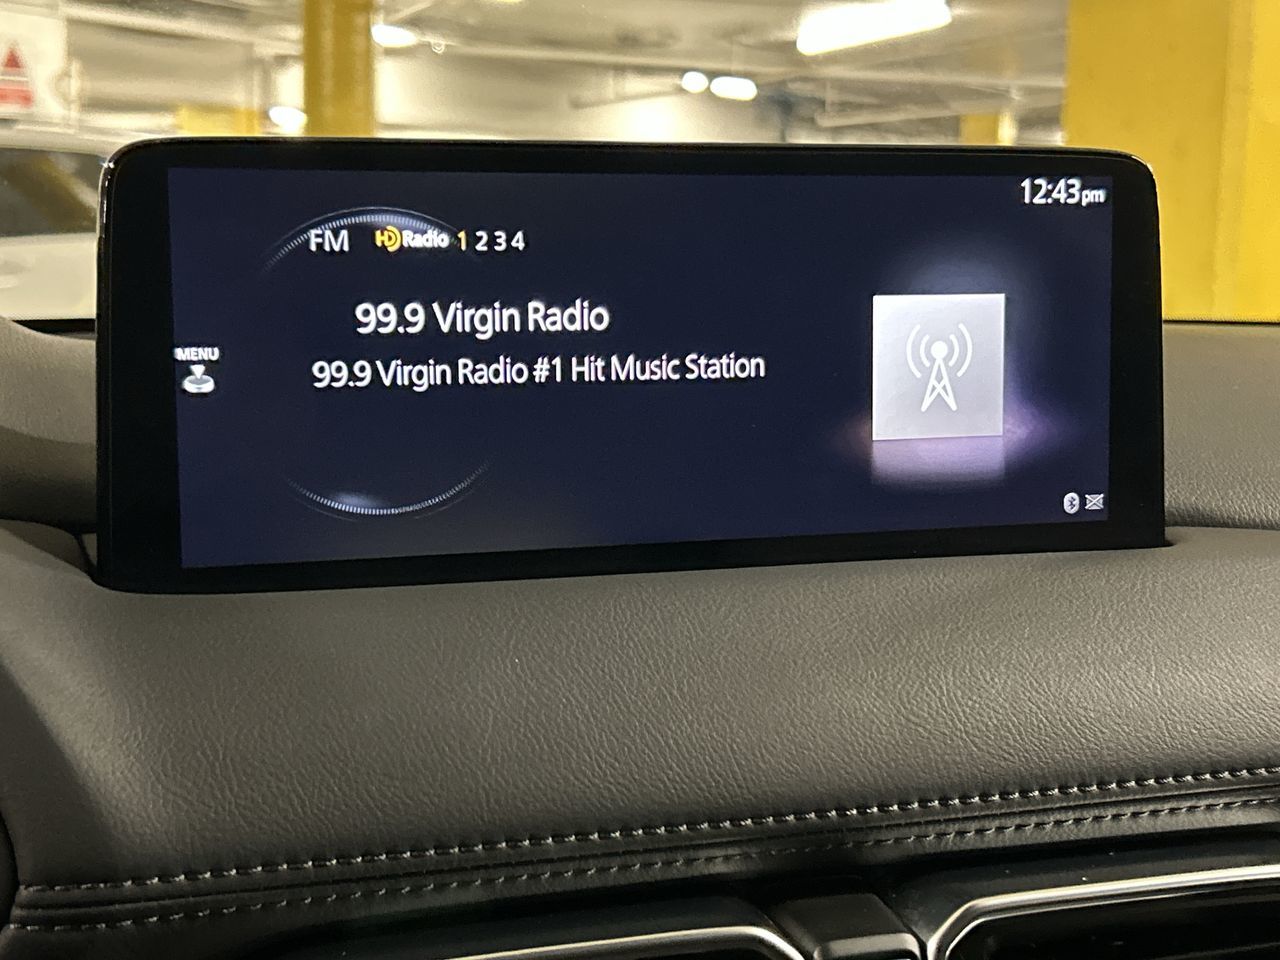 12:43pm
FM HD Radio 1 2 3 4
99.9 Virgin Radio
MENU
99.9 Virgin Radio #1 Hit Music Station